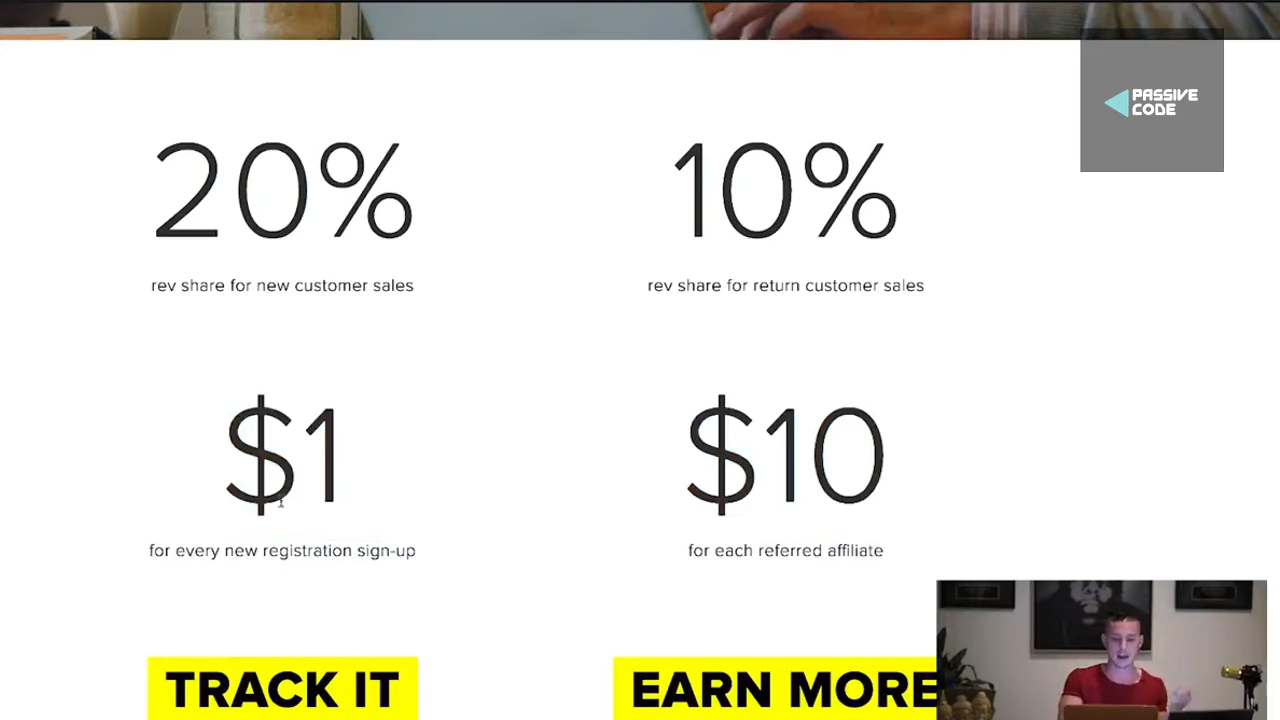 PASSIVE
CODE
20%
10%
rev share for new customer sales
rev share for return customer sales
$1
$10
for every new registration sign-up
for each referred affiliate
TRACK IT
EARN MORE